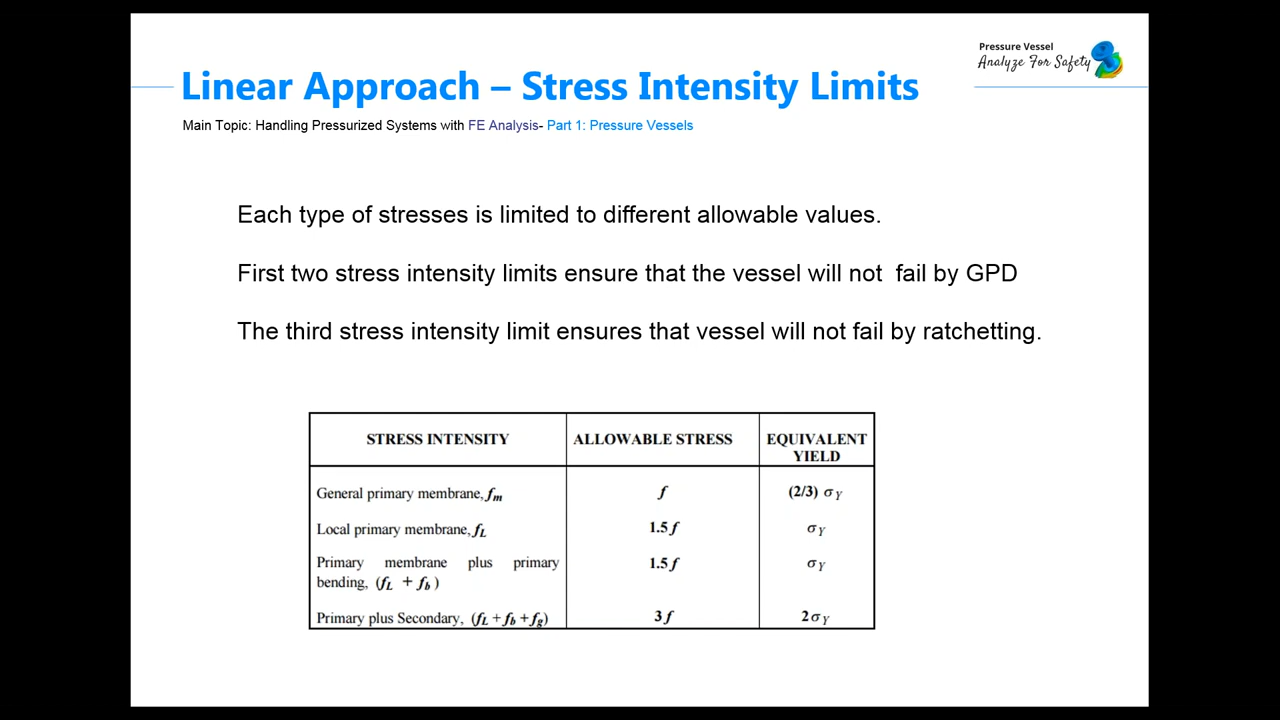 Pressure Vessel
Analyze For Safety
Linear Approach – Stress Intensity Limits
Main Topic: Handling Pressurized Systems with FE Analysis- Part 1: Pressure Vessels
Each type of stresses is limited to different allowable values.
First two stress intensity limits ensure that the vessel will not  fail by GPD
The third stress intensity limit ensures that vessel will not fail by ratchetting.
STRESS INTENSITY ALLOWABLE STRESS EQUIVALENT
YIELD
General primary membrane, fm f (2/3) σY
Local primary membrane, fL 1.5 f σY
Primary membrane plus primary 1.5 f σY
bending, (fL + fb)
Primary plus Secondary, (fL + fb + fg) 3 f 2 σY